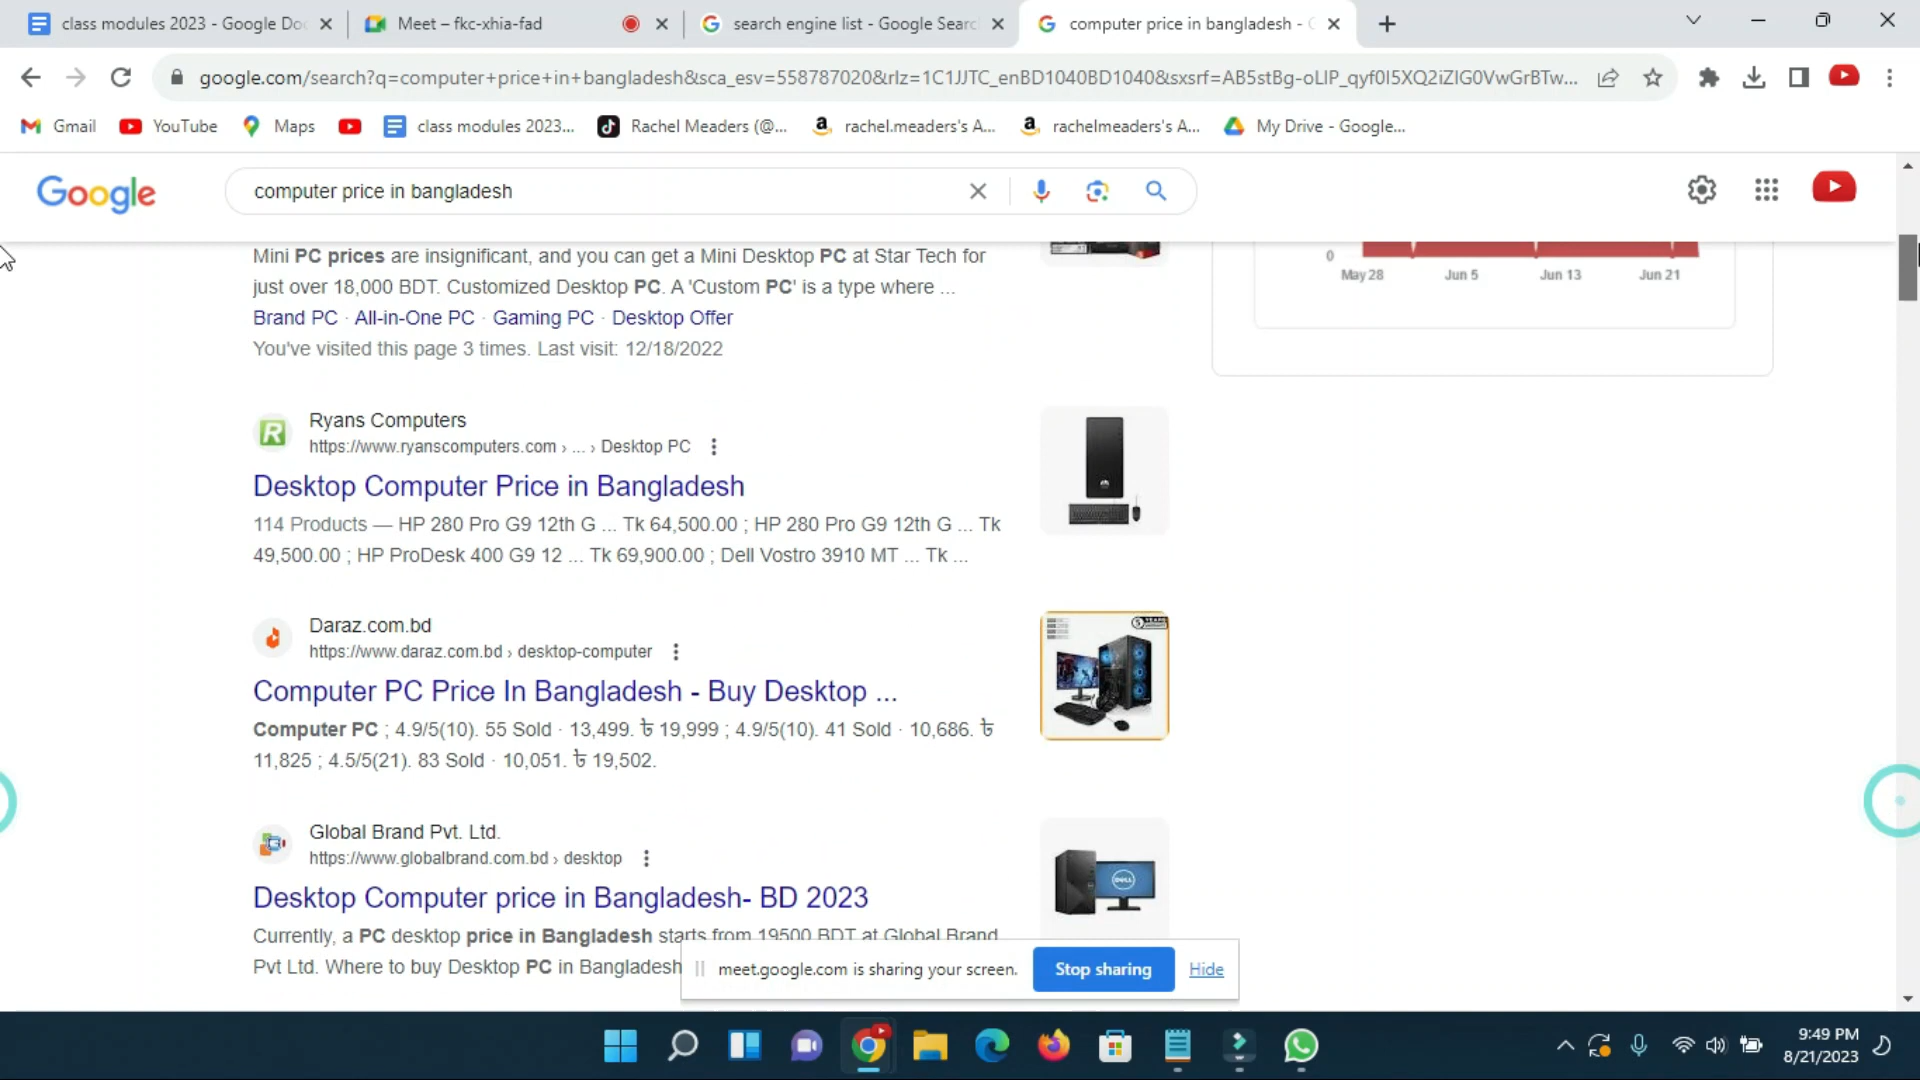 class modules 2023 - Google Do
Meet – fkc-xhia-fad
search engine list - Google Searc
computer price in bangladesh -
google.com/search?q=computer+price+in+bangladesh&sca_esv=558787020&rlz=1C1JJTC_enBD1040BD1040&sxsrf=AB5stBg-oLIP_qyf0I5XQ2iZIG0VwGrBTw...
Gmail
YouTube
Maps
class modules 2023...
Rachel Meaders (@...
rachel.meaders's A...
rachelmeaders's A...
My Drive - Google...
Google
computer price in bangladesh
Mini PC prices are insignificant, and you can get a Mini Desktop PC at Star Tech for
just over 18,000 BDT. Customized Desktop PC. A 'Custom PC' is a type where ...
Brand PC · All-in-One PC · Gaming PC · Desktop Offer
You've visited this page 3 times. Last visit: 12/18/2022
0
May 28 Jun 5 Jun 13 Jun 21
Ryans Computers
https://www.ryanscomputers.com › ... › Desktop PC
Desktop Computer Price in Bangladesh
114 Products — HP 280 Pro G9 12th G ... Tk 64,500.00 ; HP 280 Pro G9 12th G ... Tk
49,500.00 ; HP ProDesk 400 G9 12 ... Tk 69,900.00 ; Dell Vostro 3910 MT ... Tk ...
Daraz.com.bd
https://www.daraz.com.bd › desktop-computer
Computer PC Price In Bangladesh - Buy Desktop ...
Computer PC ; 4.9/5(10). 55 Sold · 13,499. ৳ 19,999 ; 4.9/5(10). 41 Sold · 10,686. ৳
11,825 ; 4.5/5(21). 83 Sold · 10,051. ৳ 19,502.
5 YEARS
Global Brand Pvt. Ltd.
https://www.globalbrand.com.bd › desktop
Desktop Computer price in Bangladesh- BD 2023
DELL
Currently, a PC desktop price in Bangladesh starts from 19500 BDT at Global Brand
Pvt Ltd. Where to buy Desktop PC in Bangladesh
meet.google.com is sharing your screen.
Stop sharing
Hide
9:49 PM
8/21/2023